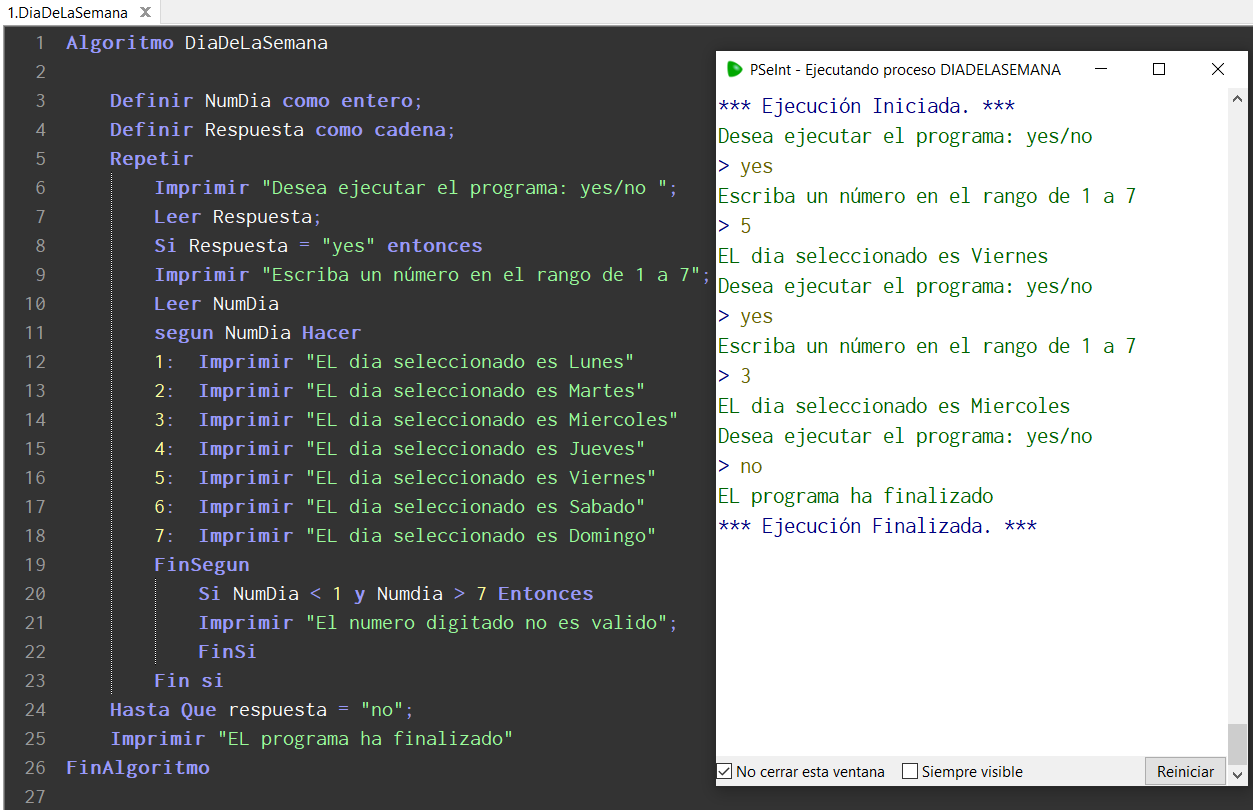 1.DiaDeLaSemana X
1 Algoritmo DiaDeLaSemana
2
3 Definir NumDia como entero;
4 Definir Respuesta como cadena;
5 Repetir
6 Imprimir "Desea ejecutar el programa: yes/no ";
7 Leer Respuesta;
8 Si Respuesta = "yes" entonces
9 Imprimir "Escriba un número en el rango de 1 a 7";
10 Leer NumDia
11 segun NumDia Hacer
12 1: Imprimir "EL dia seleccionado es Lunes"
13 2: Imprimir "EL dia seleccionado es Martes"
14 3: Imprimir "EL dia seleccionado es Miercoles"
15 4: Imprimir "EL dia seleccionado es Jueves"
16 5: Imprimir "EL dia seleccionado es Viernes"
17 6: Imprimir "EL dia seleccionado es Sabado"
18 7: Imprimir "EL dia seleccionado es Domingo"
19 FinSegun
20 Si NumDia < 1 y Numdia > 7 Entonces
21 Imprimir "El numero digitado no es valido";
22 FinSi
23 Fin si
24 Hasta Que respuesta = "no";
25 Imprimir "EL programa ha finalizado"
26 FinAlgoritmo
27
PSeInt - Ejecutando proceso DIADELASEMANA
*** Ejecución Iniciada. ***
Desea ejecutar el programa: yes/no
> yes
Escriba un número en el rango de 1 a 7
> 5
EL dia seleccionado es Viernes
Desea ejecutar el programa: yes/no
> yes
Escriba un número en el rango de 1 a 7
> 3
EL dia seleccionado es Miercoles
Desea ejecutar el programa: yes/no
> no
EL programa ha finalizado
*** Ejecución Finalizada. ***
No cerrar esta ventana Siempre visible Reiniciar